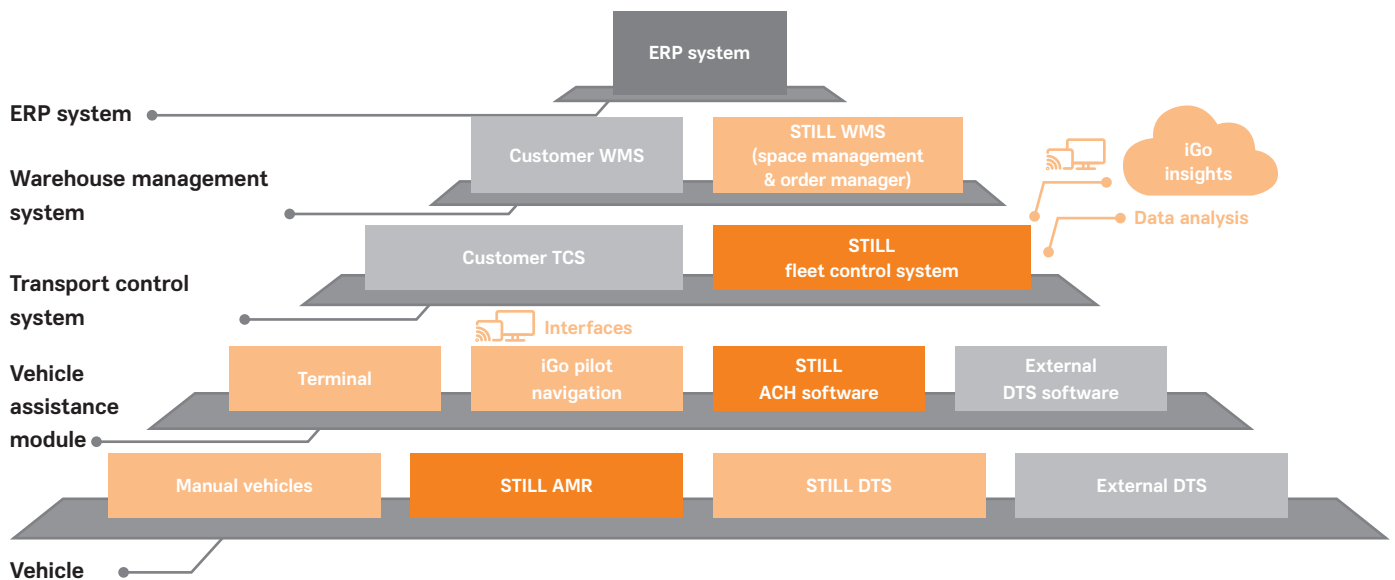 ERP system
ERP system
Customer WMS
STILL WMS
(space management
& order manager)
iGo
insights
Warehouse management
system
Data analysis
Customer TCS
STILL
fleet control system
Transport control
system
Interfaces
Vehicle
assistance
module
Terminal
iGo pilot
navigation
STILL
ACH software
External
DTS software
Manual vehicles
STILL AMR
STILL DTS
External DTS
Vehicle